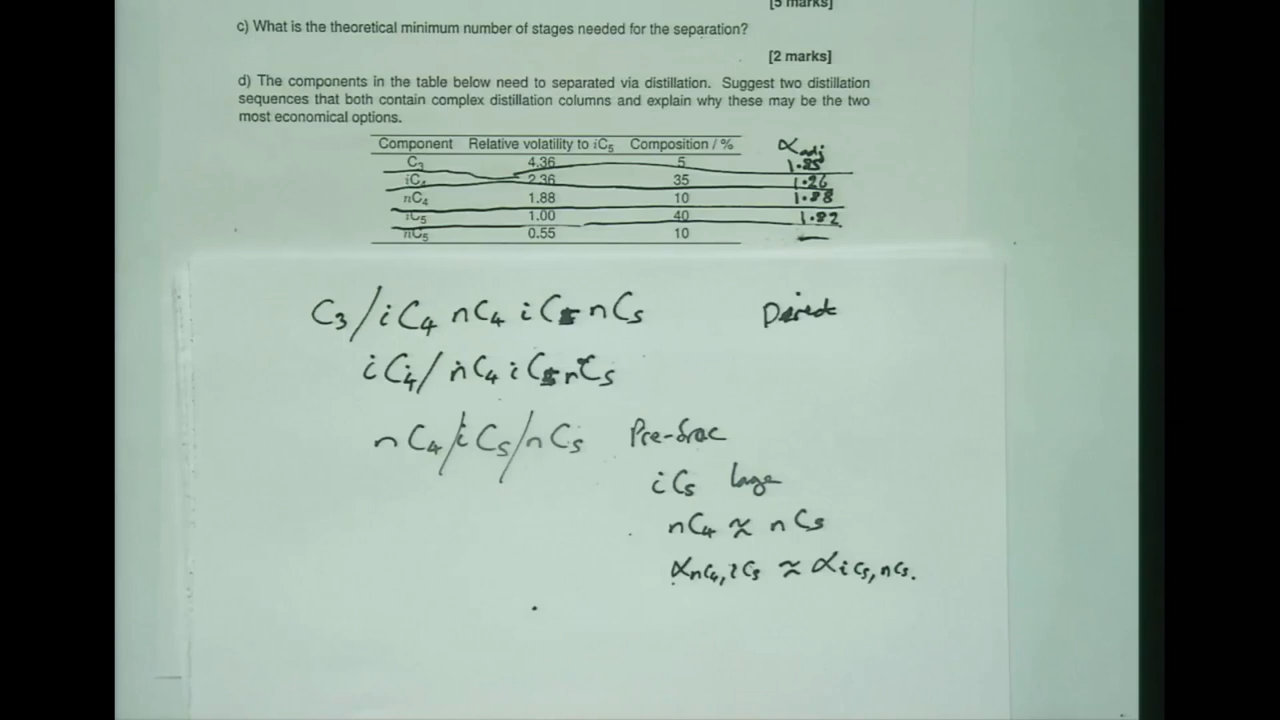 [5 marks]
c) What is the theoretical minimum number of stages needed for the separation?
[2 marks]
d) The components in the table below need to separated via distillation. Suggest two distillation
sequences that both contain complex distillation columns and explain why these may be the two
most economical options.
Component Relative volatility to iC5 Composition / % αadj
C3 4.36 5 1.85
iC4 2.36 35 1.26
nC4 1.88 10 1.88
iC5 1.00 40 1.82
nC5 0.55 10 —
C3/iC4 nC4 iC5 nC5 Direct
iC4/nC4 iC5 nC5
nC4/iC5/nC5 Pre-frac
iC5 large
nC4 ≈ nC5
αnC4,iC5 ≈ αiC5,nC5.